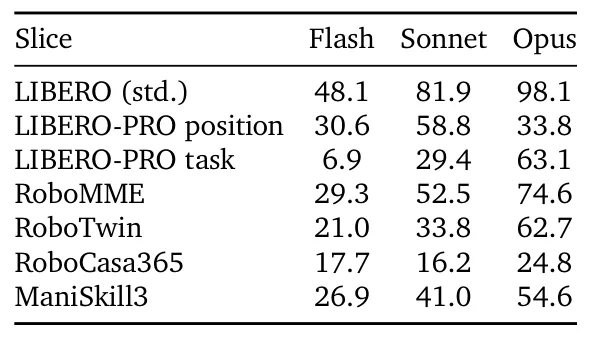 Slice Flash Sonnet Opus
LIBERO (std.) 48.1 81.9 98.1
LIBERO-PRO position 30.6 58.8 33.8
LIBERO-PRO task 6.9 29.4 63.1
RoboMME 29.3 52.5 74.6
RoboTwin 21.0 33.8 62.7
RoboCasa365 17.7 16.2 24.8
ManiSkill3 26.9 41.0 54.6